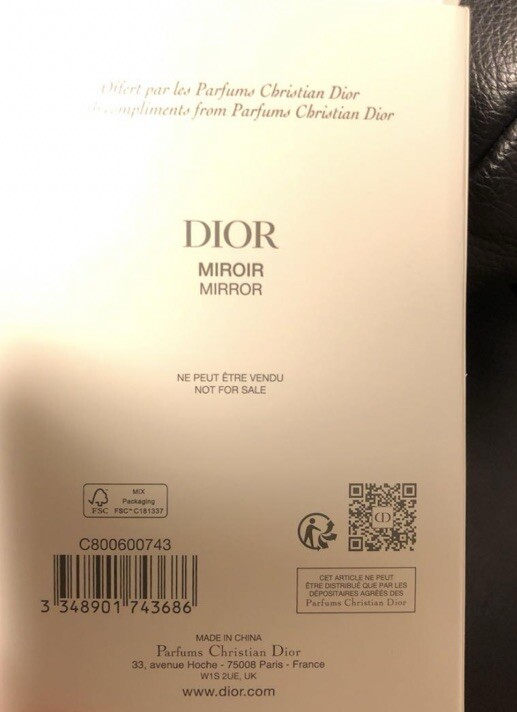 Offert par les Parfums Christian Dior
compliments from Parfums Christian Dior
DIOR
MIROIR
MIRROR
NE PEUT ÊTRE VENDU
NOT FOR SALE
MIX
Packaging
FSC
FSC™ C181337
C800600743
3 348901 743686
CD
CET ARTICLE NE PEUT
ÊTRE DISTRIBUÉ QUE PAR LES
DÉPOSITAIRES AGRÉÉS DES
Parfums Christian Dior
MADE IN CHINA
Parfums Christian Dior
33, avenue Hoche - 75008 Paris - France
W1S 2UE, UK
www.dior.com